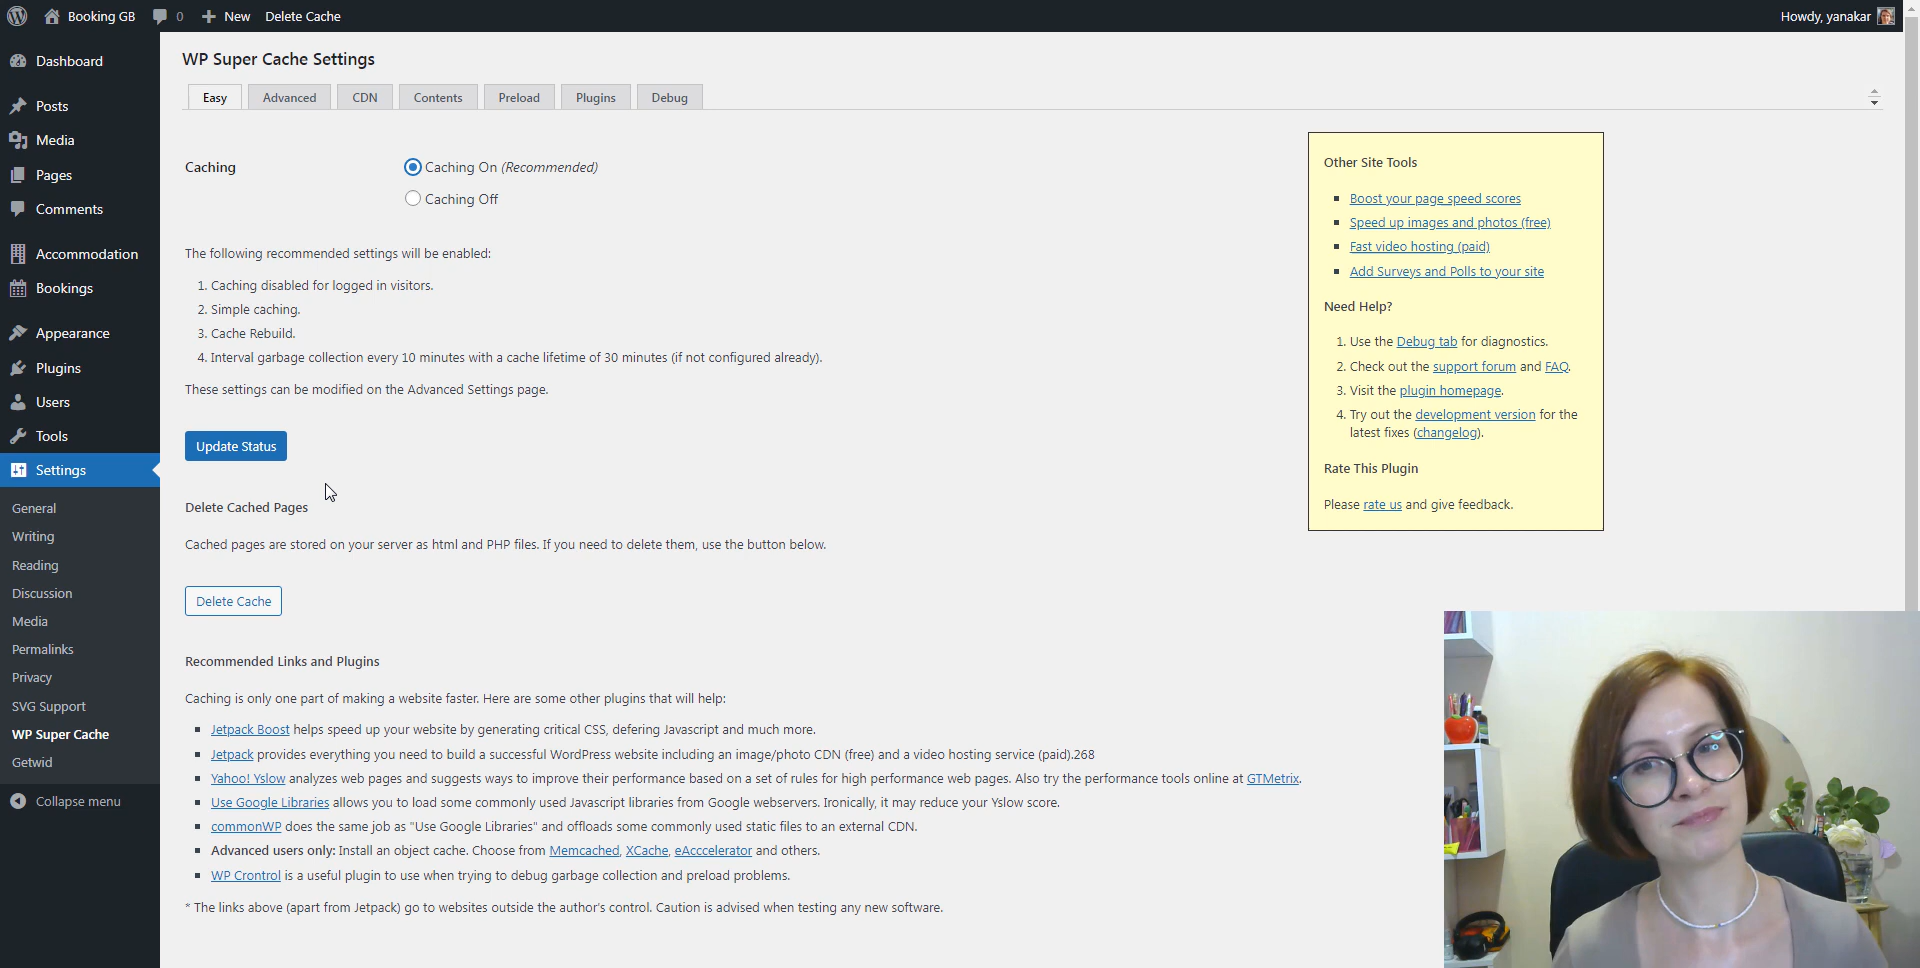 Booking GB 0 New Delete Cache Howdy, yanakar
Dashboard
Posts
Media
Pages
Comments
Accommodation
Bookings
Appearance
Plugins
Users
Tools
Settings
General
Writing
Reading
Discussion
Media
Permalinks
Privacy
SVG Support
WP Super Cache
Getwid
Collapse menu
WP Super Cache Settings
Easy Advanced CDN Contents Preload Plugins Debug
Caching
Caching On (Recommended)
Caching Off
The following recommended settings will be enabled:
1. Caching disabled for logged in visitors.
2. Simple caching.
3. Cache Rebuild.
4. Interval garbage collection every 10 minutes with a cache lifetime of 30 minutes (if not configured already).
These settings can be modified on the Advanced Settings page.
Update Status
Delete Cached Pages
Cached pages are stored on your server as html and PHP files. If you need to delete them, use the button below.
Delete Cache
Recommended Links and Plugins
Caching is only one part of making a website faster. Here are some other plugins that will help:
Jetpack Boost helps speed up your website by generating critical CSS, defering Javascript and much more.
Jetpack provides everything you need to build a successful WordPress website including an image/photo CDN (free) and a video hosting service (paid).268
Yahoo! Yslow analyzes web pages and suggests ways to improve their performance based on a set of rules for high performance web pages. Also try the performance tools online at GTMetrix.
Use Google Libraries allows you to load some commonly used Javascript libraries from Google webservers. Ironically, it may reduce your Yslow score.
commonWP does the same job as "Use Google Libraries" and offloads some commonly used static files to an external CDN.
Advanced users only: Install an object cache. Choose from Memcached, XCache, eAcccelerator and others.
WP Crontrol is a useful plugin to use when trying to debug garbage collection and preload problems.
* The links above (apart from Jetpack) go to websites outside the author's control. Caution is advised when testing any new software.
Other Site Tools
Boost your page speed scores
Speed up images and photos (free)
Fast video hosting (paid)
Add Surveys and Polls to your site
Need Help?
1. Use the Debug tab for diagnostics.
2. Check out the support forum and FAQ.
3. Visit the plugin homepage.
4. Try out the development version for the
latest fixes (changelog).
Rate This Plugin
Please rate us and give feedback.